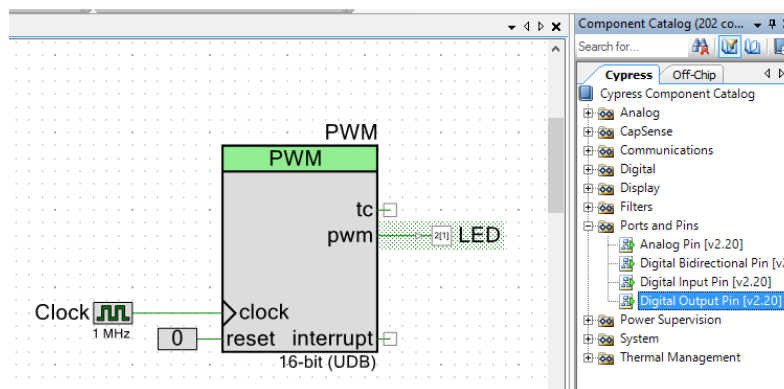 Component Catalog (202 co...
Search for...
Cypress
Off-Chip
Cypress Component Catalog
Analog
CapSense
Communications
Digital
Display
Filters
Ports and Pins
Analog Pin [v2.20]
Digital Bidirectional Pin [v2
Digital Input Pin [v2.20]
Digital Output Pin [v2.20]
Power Supervision
System
Thermal Management
PWM
PWM
tc
pwm
2[1]
LED
Clock
1 MHz
clock
0
reset
interrupt
16-bit (UDB)